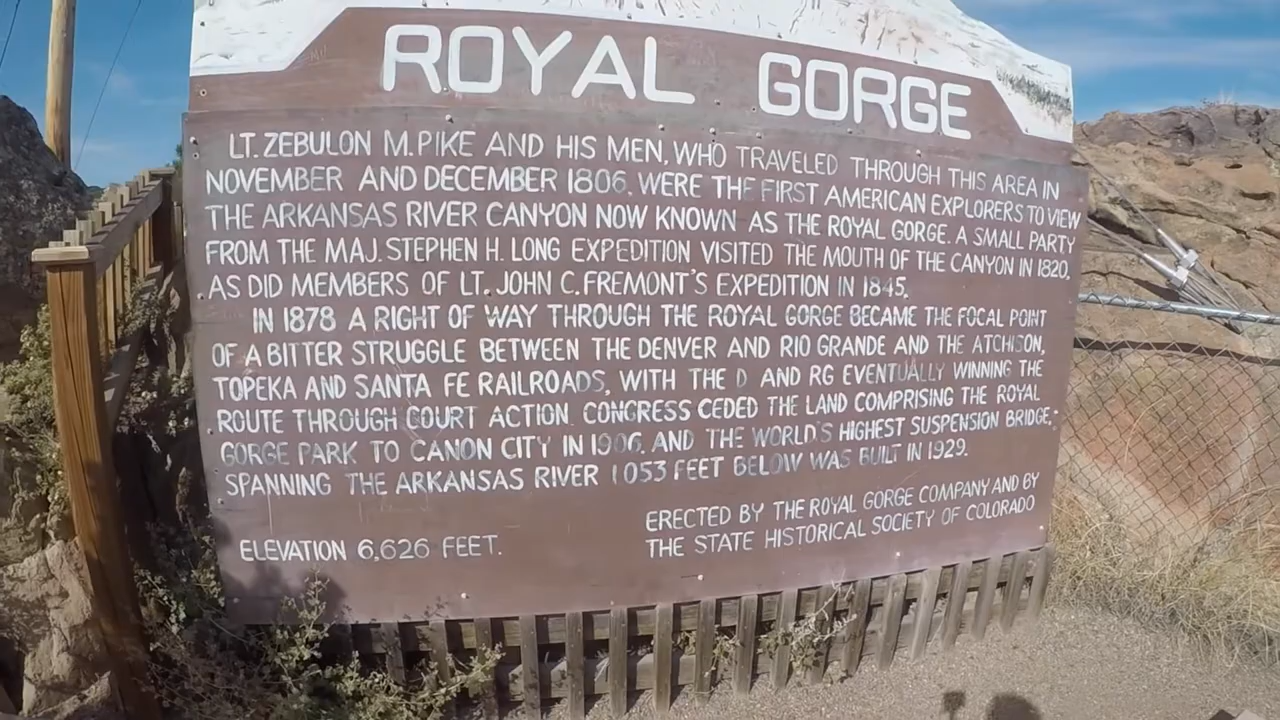 ROYAL GORGE
LT. ZEBULON M. PIKE AND HIS MEN, WHO TRAVELED THROUGH THIS AREA IN
NOVEMBER AND DECEMBER 1806, WERE THE FIRST AMERICAN EXPLORERS TO VIEW
THE ARKANSAS RIVER CANYON NOW KNOWN AS THE ROYAL GORGE. A SMALL PARTY
FROM THE MAJ. STEPHEN H. LONG EXPEDITION VISITED THE MOUTH OF THE CANYON IN 1820,
AS DID MEMBERS OF LT. JOHN C. FREMONT'S EXPEDITION IN 1845.
IN 1878 A RIGHT OF WAY THROUGH THE ROYAL GORGE BECAME THE FOCAL POINT
OF A BITTER STRUGGLE BETWEEN THE DENVER AND RIO GRANDE AND THE ATCHISON,
TOPEKA AND SANTA FE RAILROADS, WITH THE D AND RG EVENTUALLY WINNING THE
ROUTE THROUGH COURT ACTION. CONGRESS CEDED THE LAND COMPRISING THE ROYAL
GORGE PARK TO CANON CITY IN 1906, AND THE WORLD'S HIGHEST SUSPENSION BRIDGE,
SPANNING THE ARKANSAS RIVER 1053 FEET BELOW WAS BUILT IN 1929.
ERECTED BY THE ROYAL GORGE COMPANY AND BY
THE STATE HISTORICAL SOCIETY OF COLORADO
ELEVATION 6,626 FEET.